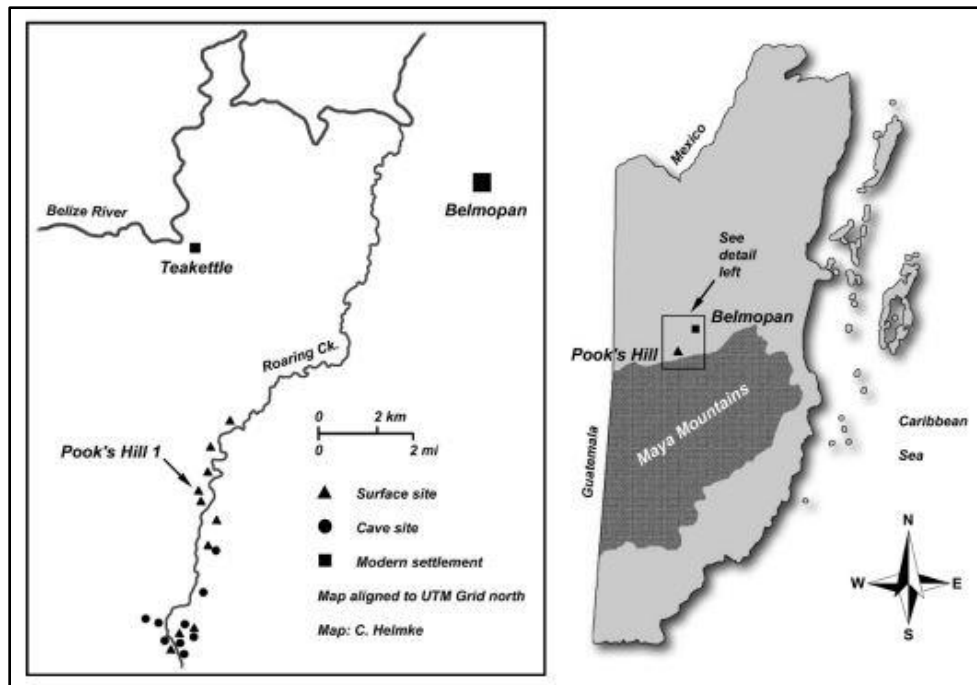 Belize River
Teakettle
Belmopan
Roaring Ck.
Pook's Hill 1
0 2 km
0 2 mi
Surface site
Cave site
Modern settlement
Map aligned to UTM Grid north
Map: C. Helmke
Mexico
See
detail
left
Belmopan
Pook's Hill
Maya Mountains
Guatemala
Caribbean
Sea
N
W E
S